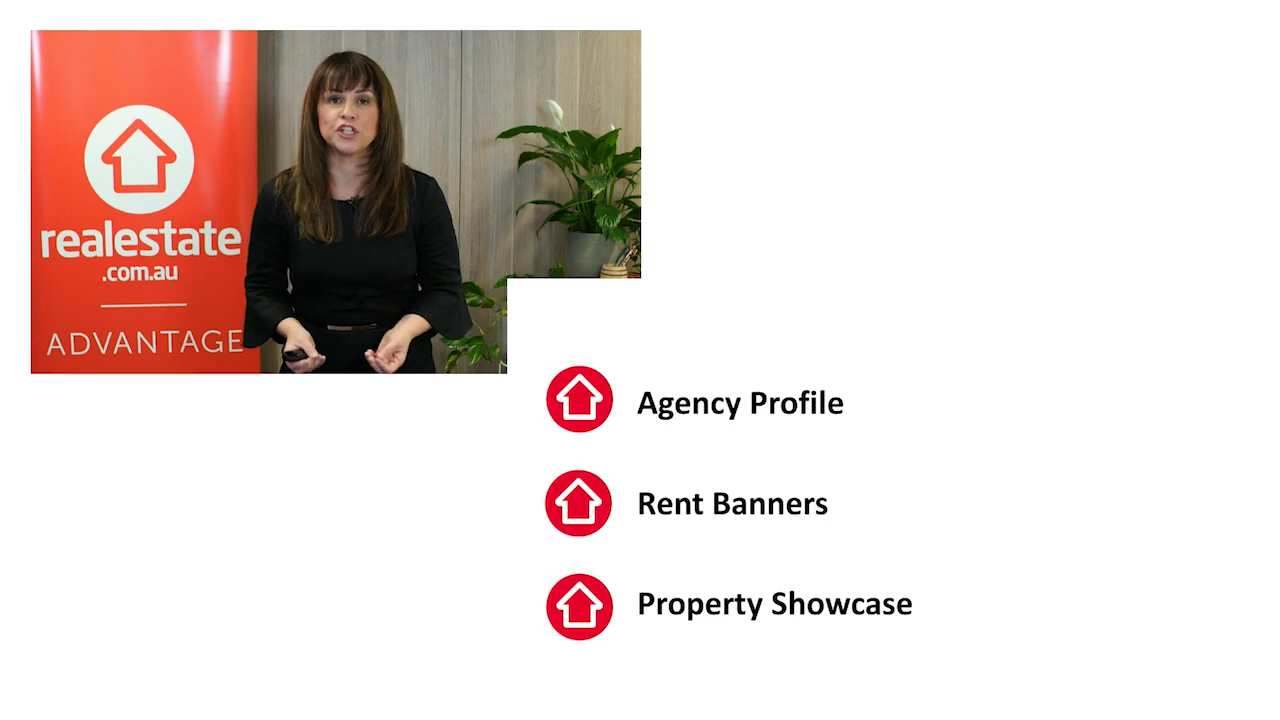 realestate
.com.au
ADVANTAGE
Agency Profile
Rent Banners
Property Showcase